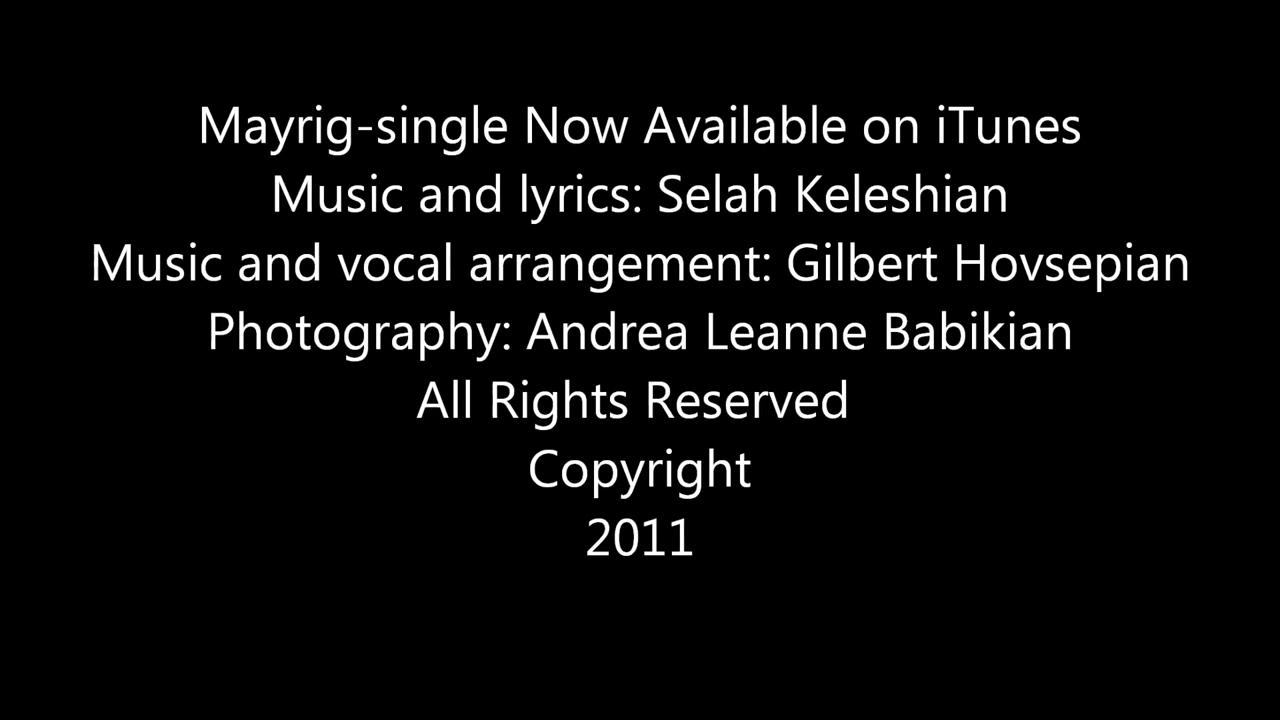 Mayrig-single Now Available on iTunes
Music and lyrics: Selah Keleshian
Music and vocal arrangement: Gilbert Hovsepian
Photography: Andrea Leanne Babikian
All Rights Reserved
Copyright
2011